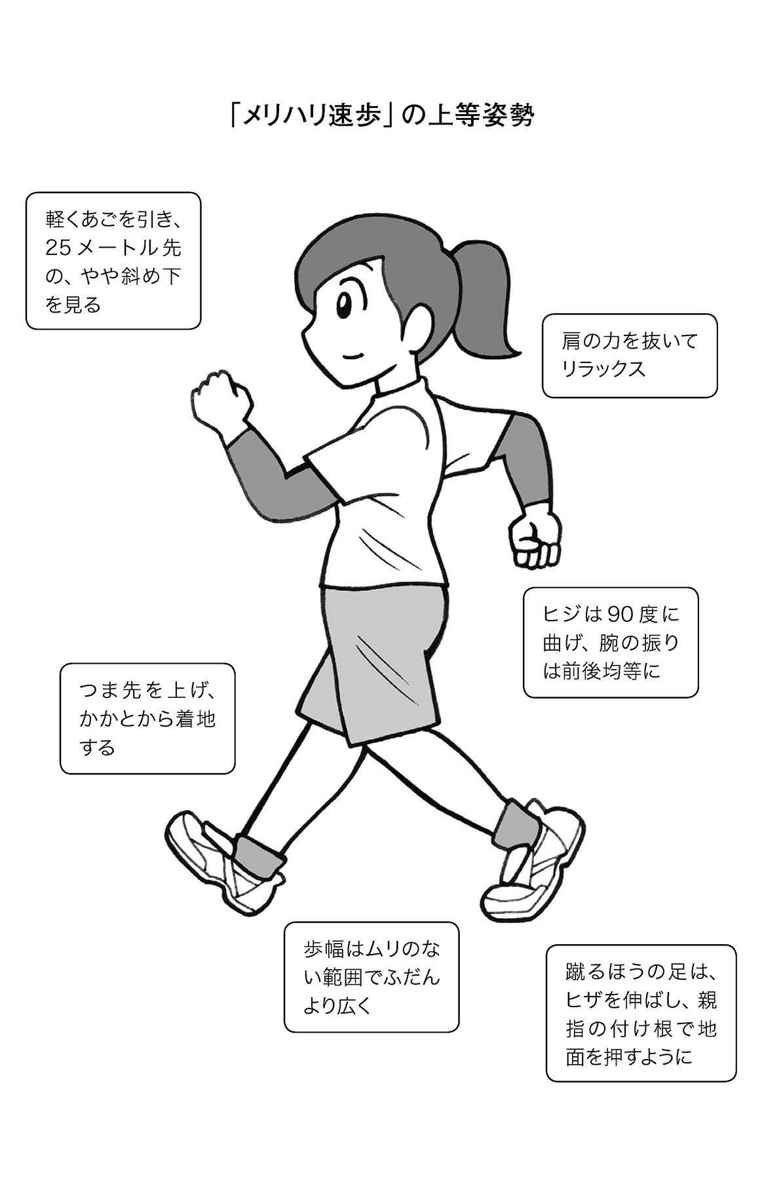 「メリハリ速歩」の上等姿勢
軽くあごを引き、
25メートル先
の、やや斜め下
を見る
肩の力を抜いて
リラックス
ヒジは90度に
曲げ、腕の振り
は前後均等に
つま先を上げ、
かかとから着地
する
歩幅はムリのな
い範囲でふだん
より広く
蹴るほうの足は、
ヒザを伸ばし、親
指の付け根で地
面を押すように